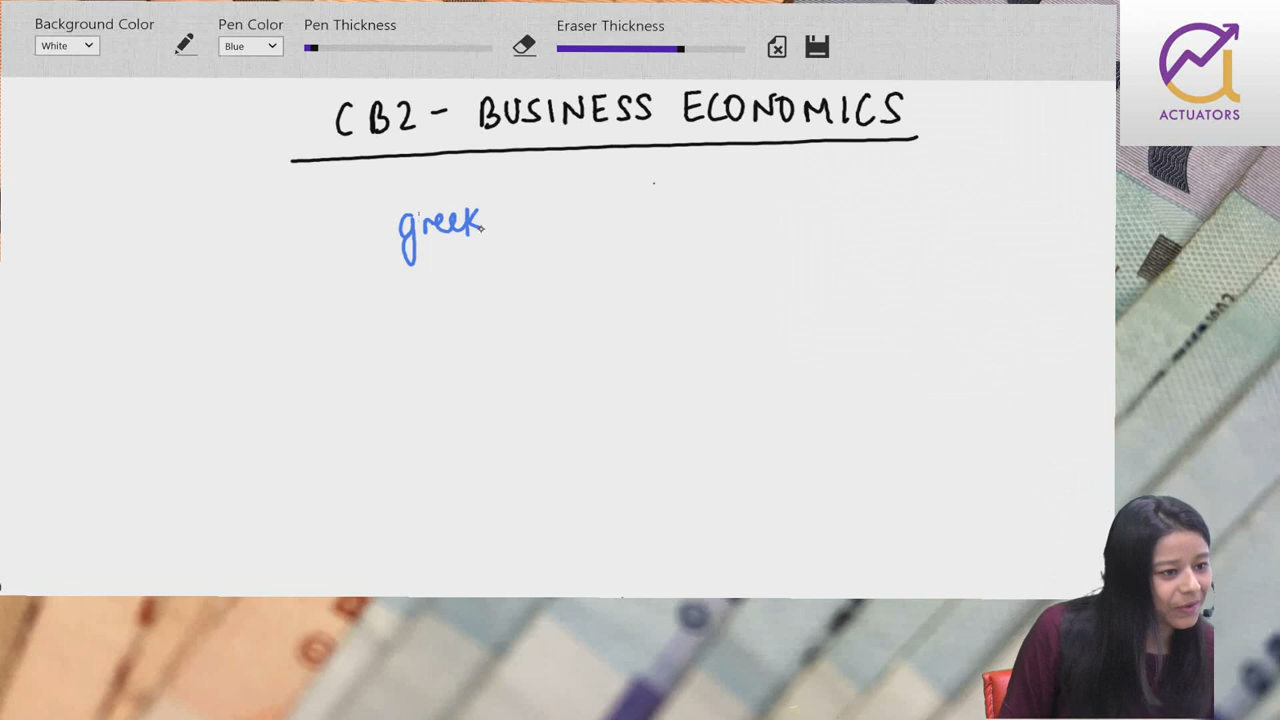 Background Color
Pen Color
Pen Thickness
Eraser Thickness
White
Blue
ACTUATORS
CB2 - BUSINESS ECONOMICS
greek